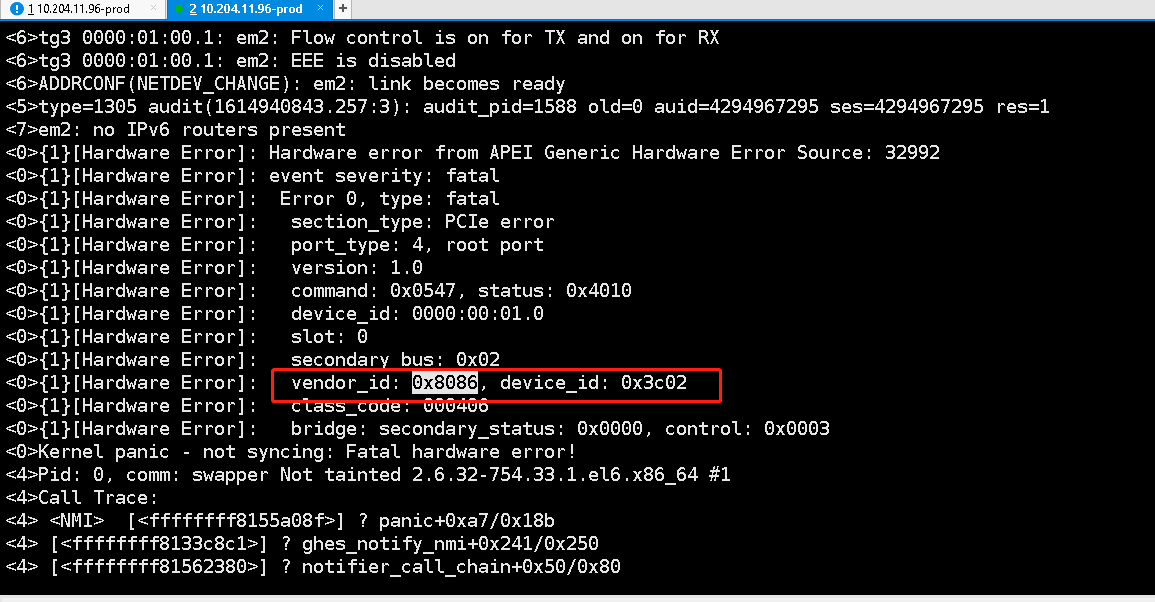 1 10.204.11.96-prod × 2 10.204.11.96-prod × +
<6>tg3 0000:01:00.1: em2: Flow control is on for TX and on for RX
<6>tg3 0000:01:00.1: em2: EEE is disabled
<6>ADDRCONF(NETDEV_CHANGE): em2: link becomes ready
<5>type=1305 audit(1614940843.257:3): audit_pid=1588 old=0 auid=4294967295 ses=4294967295 res=1
<7>em2: no IPv6 routers present
<0>{1}[Hardware Error]: Hardware error from APEI Generic Hardware Error Source: 32992
<0>{1}[Hardware Error]: event severity: fatal
<0>{1}[Hardware Error]:  Error 0, type: fatal
<0>{1}[Hardware Error]:   section_type: PCIe error
<0>{1}[Hardware Error]:   port_type: 4, root port
<0>{1}[Hardware Error]:   version: 1.0
<0>{1}[Hardware Error]:   command: 0x0547, status: 0x4010
<0>{1}[Hardware Error]:   device_id: 0000:00:01.0
<0>{1}[Hardware Error]:   slot: 0
<0>{1}[Hardware Error]:   secondary bus: 0x02
<0>{1}[Hardware Error]:   vendor_id: 0x8086, device_id: 0x3c02
<0>{1}[Hardware Error]:   class_code: 000406
<0>{1}[Hardware Error]:   bridge: secondary_status: 0x0000, control: 0x0003
<0>Kernel panic - not syncing: Fatal hardware error!
<4>Pid: 0, comm: swapper Not tainted 2.6.32-754.33.1.el6.x86_64 #1
<4>Call Trace:
<4> <NMI>  [<ffffffff8155a08f>] ? panic+0xa7/0x18b
<4> [<ffffffff8133c8c1>] ? ghes_notify_nmi+0x241/0x250
<4> [<ffffffff81562380>] ? notifier_call_chain+0x50/0x80